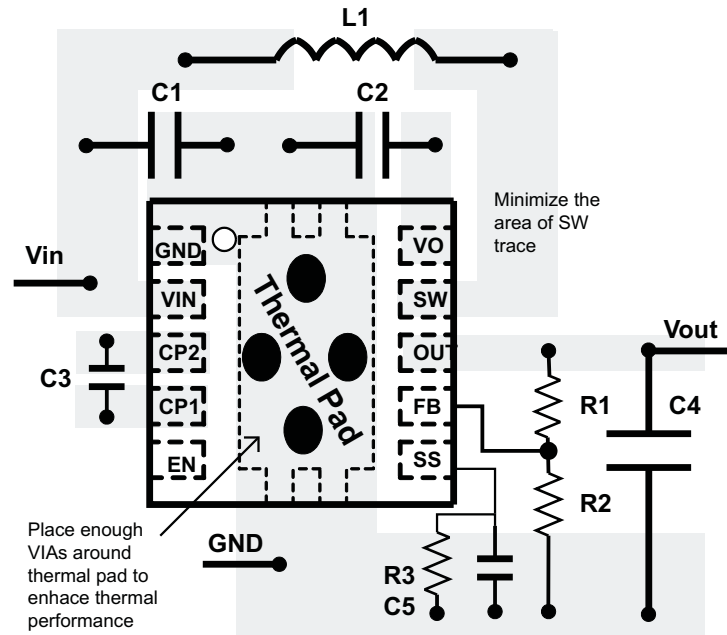 L1
C1
C2
Minimize the
area of SW
trace
GND
VO
Vin
VIN
SW
Thermal Pad
Vout
CP2
OUT
C3
CP1
FB
R1
C4
EN
SS
R2
Place enough
VIAs around
thermal pad to
enhace thermal
performance
GND
R3
C5